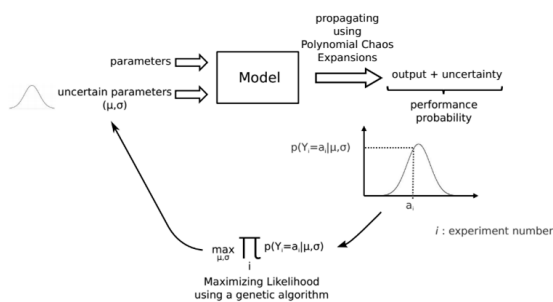 propagating
using
Polynomial Chaos
Expansions
parameters
Model
output + uncertainty
uncertain parameters
(μ,σ)
performance
probability
p(Yᵢ=aᵢ|μ,σ)
aᵢ
i : experiment number
max ∏ p(Yᵢ=aᵢ|μ,σ)
μ,σ i
Maximizing Likelihood
using a genetic algorithm